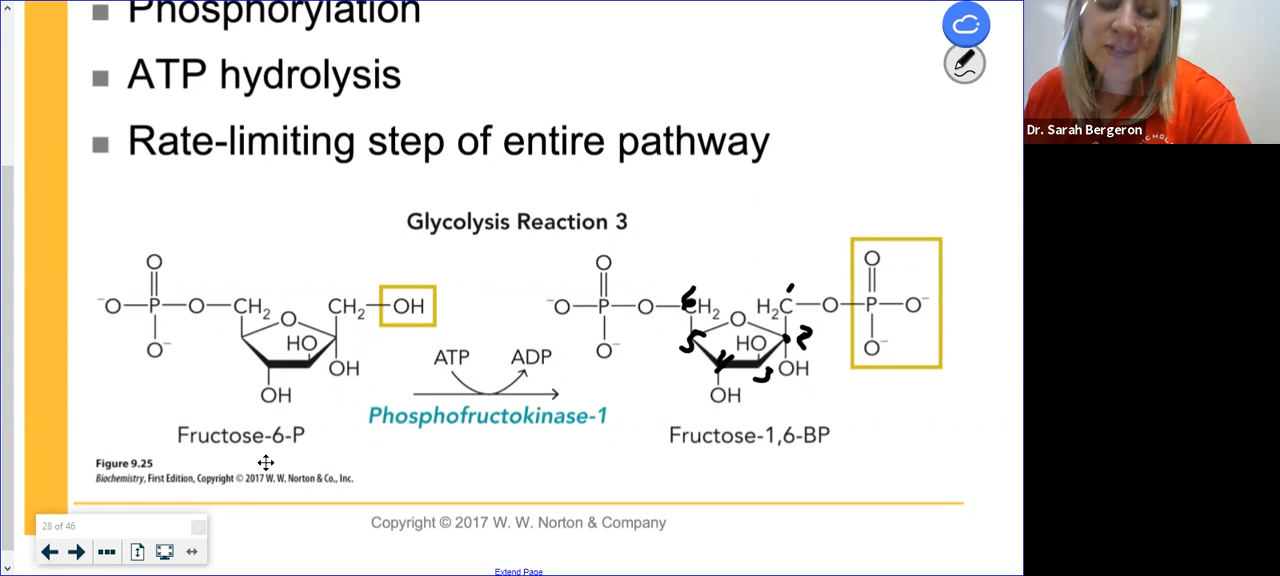 ■ Phosphorylation
■ ATP hydrolysis
■ Rate-limiting step of entire pathway
Dr. Sarah Bergeron
Glycolysis Reaction 3
O
⁻O—P—O—CH₂
O⁻
O
CH₂—OH
HO
OH
OH
Fructose-6-P
ATP
ADP
Phosphofructokinase-1
O
⁻O—P—O—CH₂
O⁻
O
H₂C—O—P—O⁻
O
O⁻
HO
OH
OH
6
5
4
3
2
1
Fructose-1,6-BP
Figure 9.25
Biochemistry, First Edition, Copyright © 2017 W. W. Norton & Co., Inc.
Copyright © 2017 W. W. Norton & Company
28 of 46
Extend Page